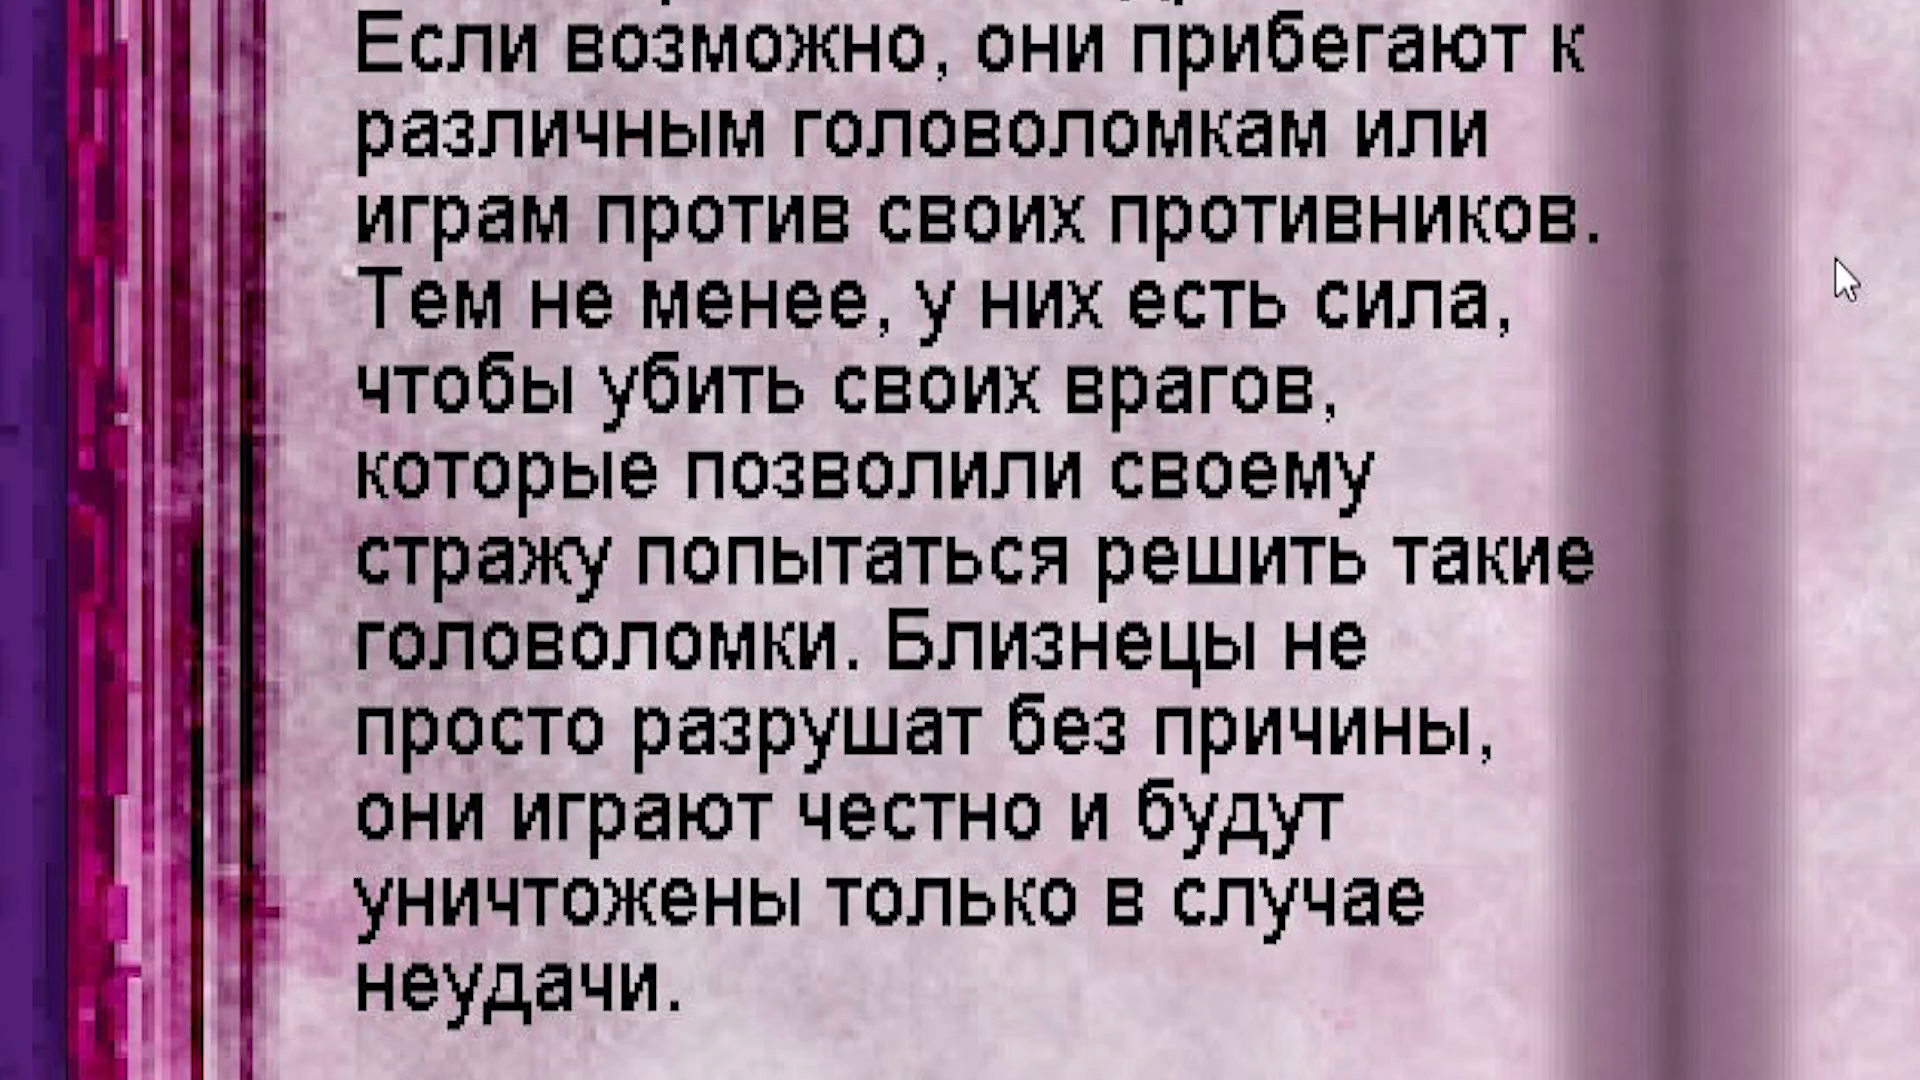 Если возможно, они прибегают к
различным головоломкам или
играм против своих противников.
Тем не менее, у них есть сила,
чтобы убить своих врагов,
которые позволили своему
стражу попытаться решить такие
головоломки. Близнецы не
просто разрушат без причины,
они играют честно и будут
уничтожены только в случае
неудачи.